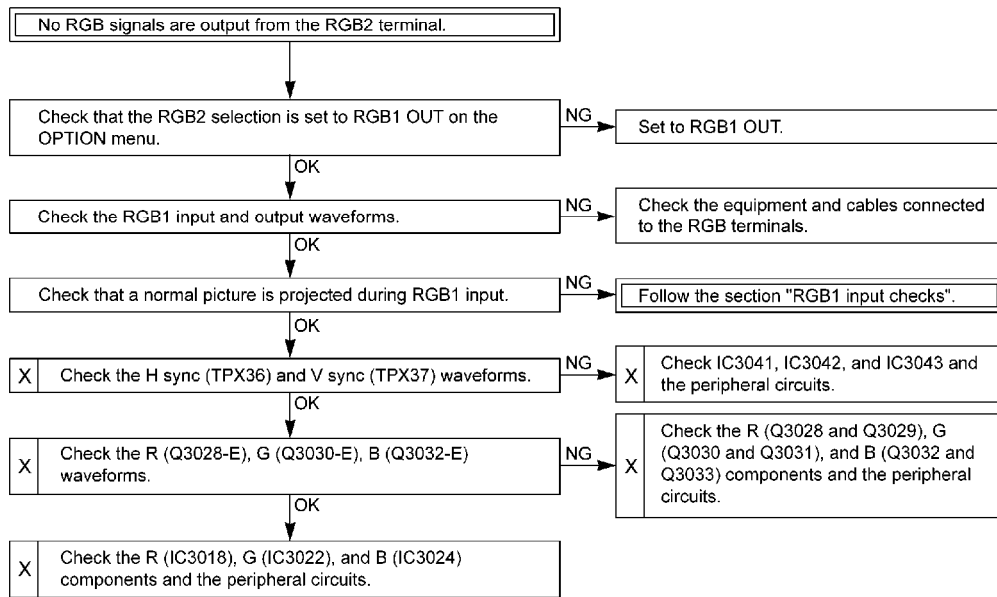 No RGB signals are output from the RGB2 terminal.
Check that the RGB2 selection is set to RGB1 OUT on the
OPTION menu.
NG
Set to RGB1 OUT.
OK
Check the RGB1 input and output waveforms.
NG
Check the equipment and cables connected
to the RGB terminals.
OK
Check that a normal picture is projected during RGB1 input.
NG
Follow the section "RGB1 input checks".
OK
X
Check the H sync (TPX36) and V sync (TPX37) waveforms.
NG
X
Check IC3041, IC3042, and IC3043 and
the peripheral circuits.
OK
X
Check the R (Q3028-E), G (Q3030-E), B (Q3032-E)
waveforms.
NG
X
Check the R (Q3028 and Q3029), G
(Q3030 and Q3031), and B (Q3032 and
Q3033) components and the peripheral
circuits.
OK
X
Check the R (IC3018), G (IC3022), and B (IC3024)
components and the peripheral circuits.